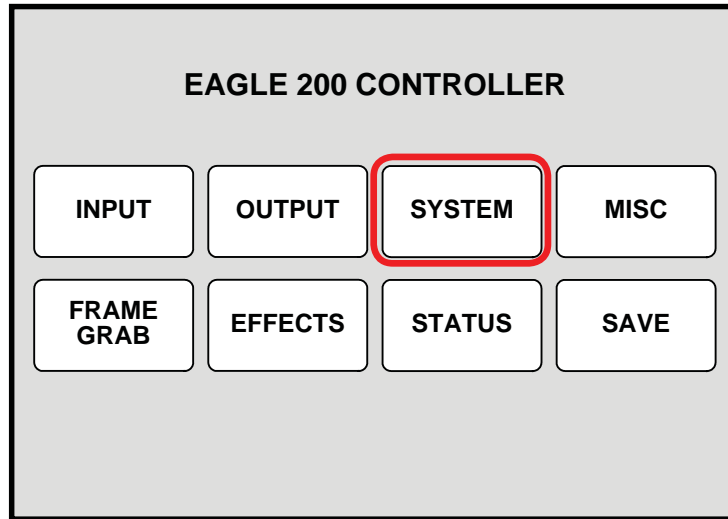 EAGLE 200 CONTROLLER
INPUT OUTPUT SYSTEM MISC
FRAME
GRAB
EFFECTS STATUS SAVE